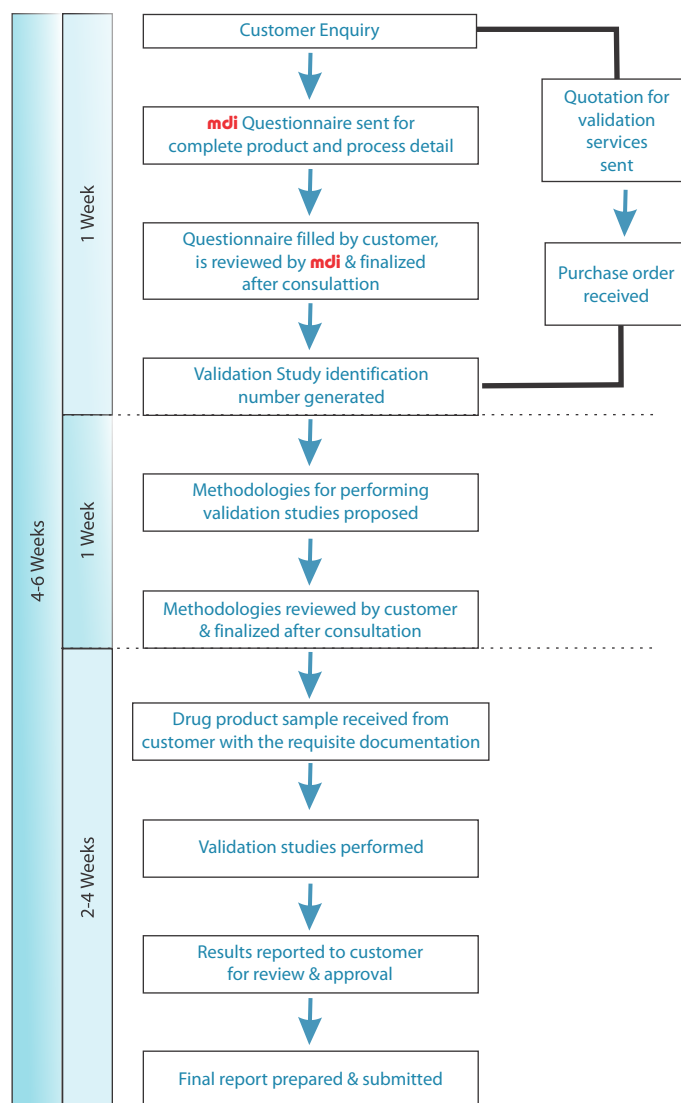 Customer Enquiry
mdi Questionnaire sent for
complete product and process detail
Questionnaire filled by customer,
is reviewed by mdi & finalized
after consulattion
Validation Study identification
number generated
Quotation for
validation
services
sent
Purchase order
received
Methodologies for performing
validation studies proposed
Methodologies reviewed by customer
& finalized after consultation
Drug product sample received from
customer with the requisite documentation
Validation studies performed
Results reported to customer
for review & approval
Final report prepared & submitted
4-6 Weeks
1 Week
1 Week
2-4 Weeks